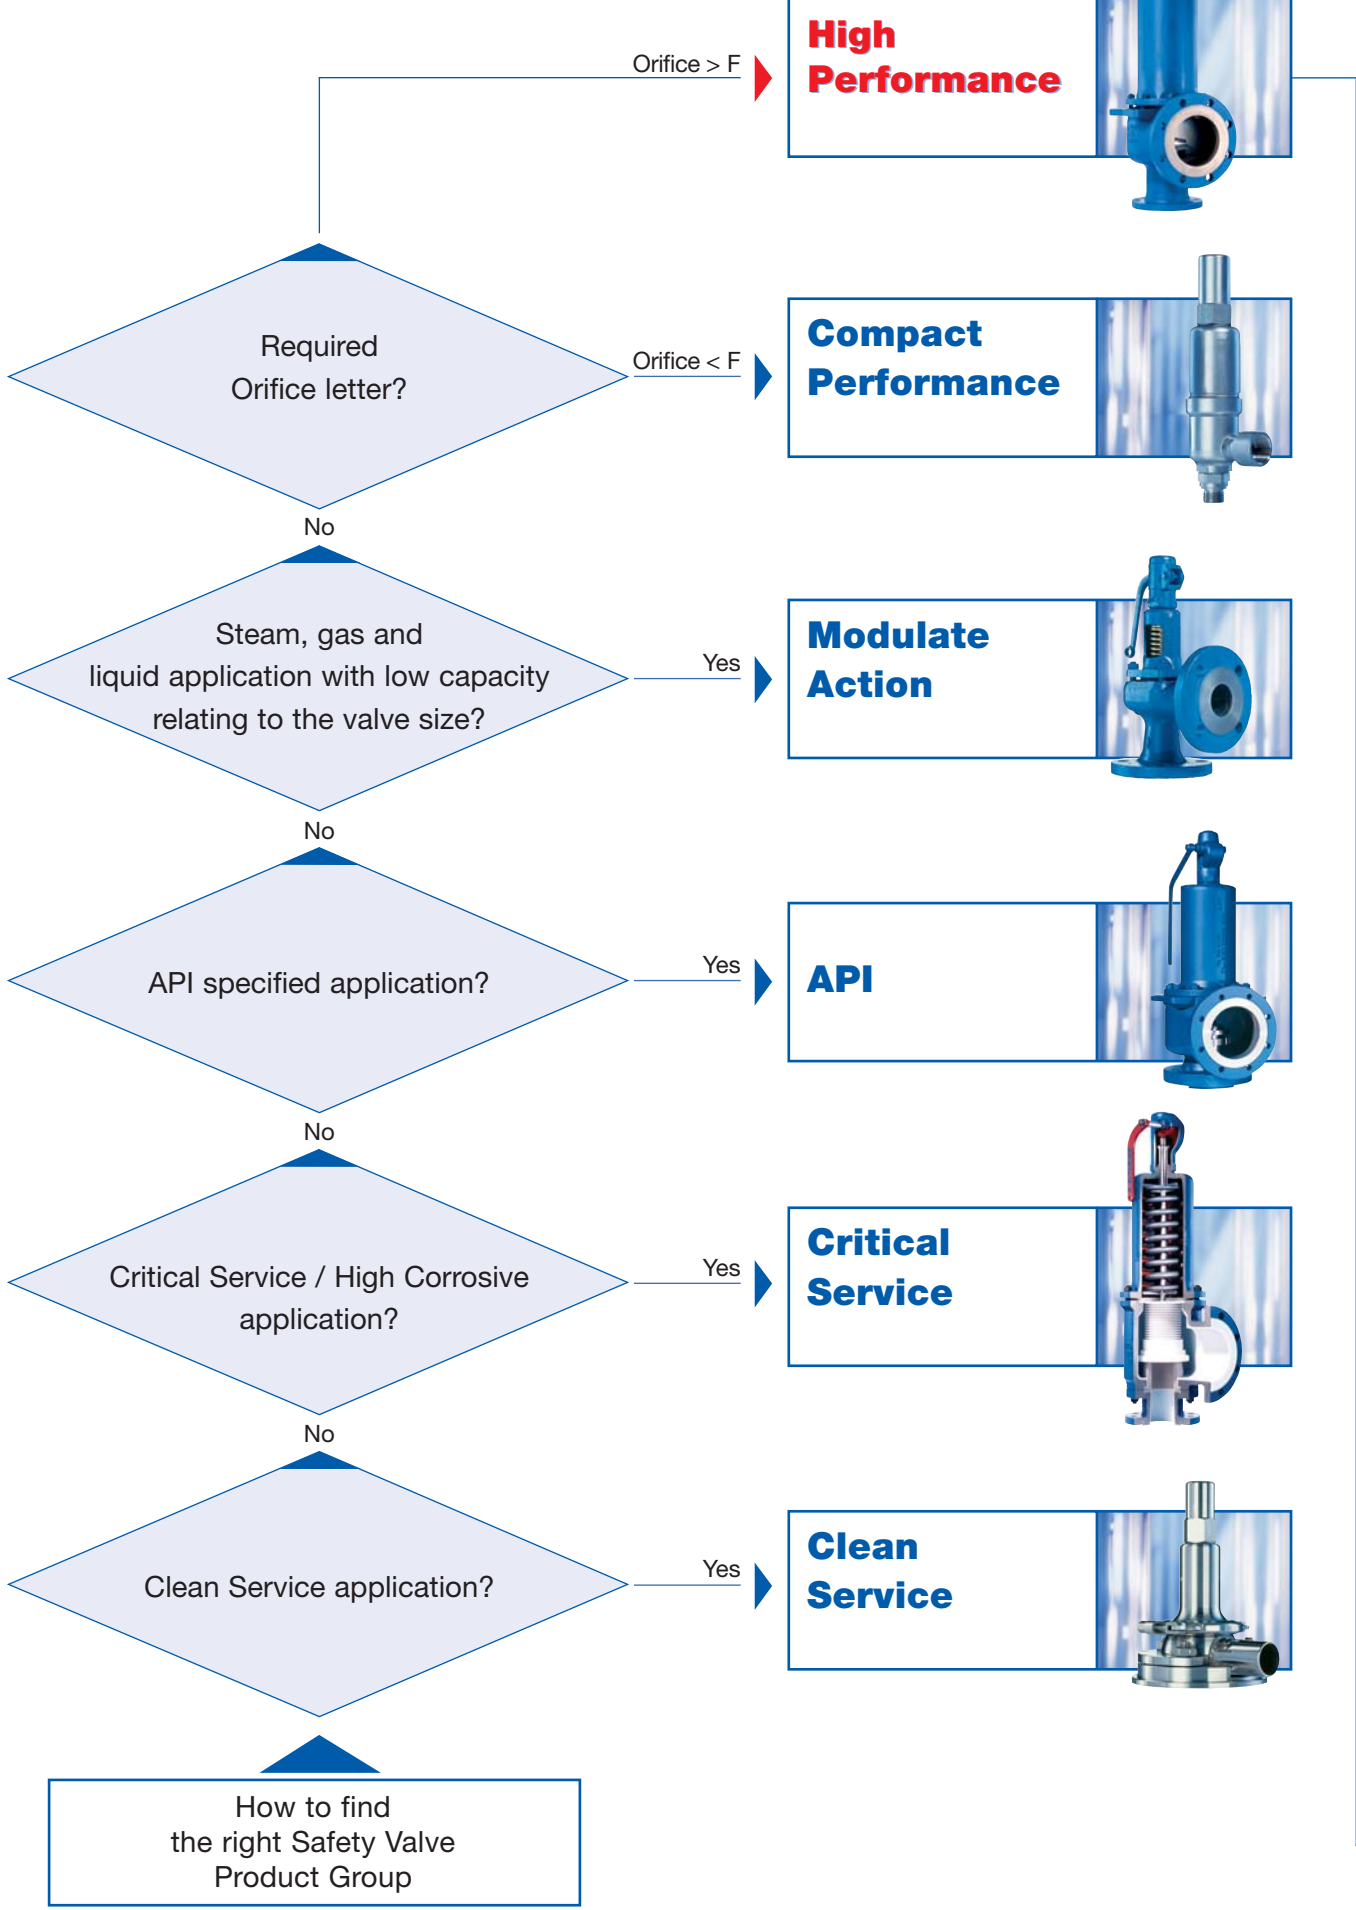 Orifice > F
High
Performance
Required
Orifice letter?
Orifice < F
Compact
Performance
No
Steam, gas and
liquid application with low capacity
relating to the valve size?
Yes
Modulate
Action
No
API specified application?
Yes
API
No
Critical Service / High Corrosive
application?
Yes
Critical
Service
No
Clean Service application?
Yes
Clean
Service
How to find
the right Safety Valve
Product Group